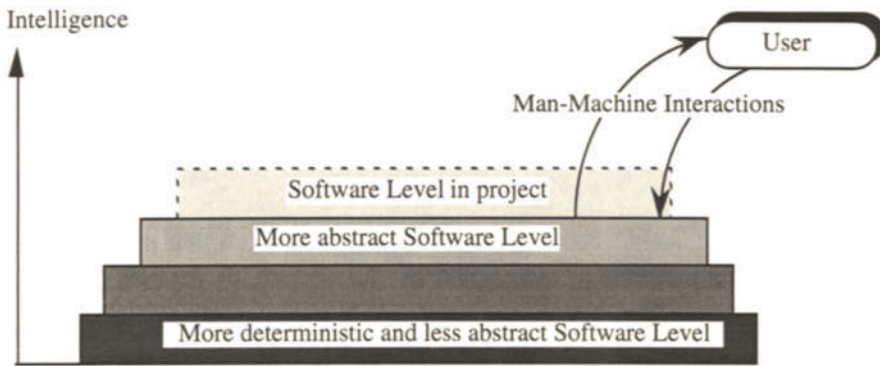 Intelligence
User
Man-Machine Interactions
Software Level in project
More abstract Software Level
More deterministic and less abstract Software Level